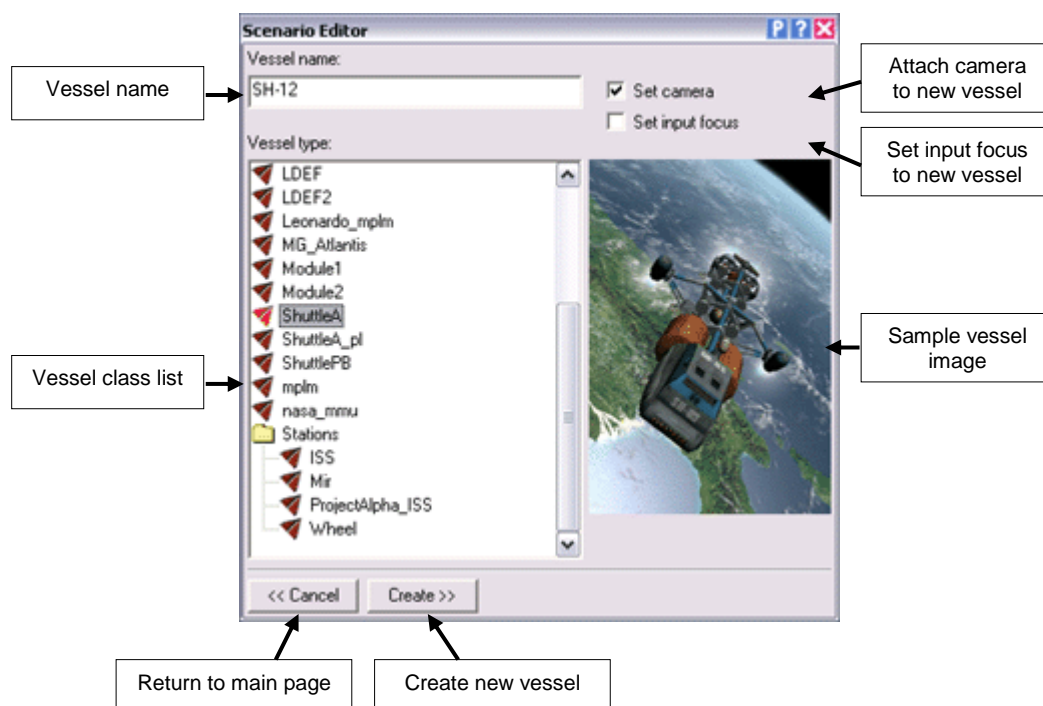 Scenario Editor
P ? X
Vessel name:
SH-12
Set camera
Set input focus
Vessel type:
LDEF
LDEF2
Leonardo_mplm
MG_Atlantis
Module1
Module2
ShuttleA
ShuttleA_pl
ShuttlePB
mplm
nasa_mmu
Stations
ISS
Mir
ProjectAlpha_ISS
Wheel
<< Cancel
Create >>
Vessel name
Vessel class list
Attach camera
to new vessel
Set input focus
to new vessel
Sample vessel
image
Return to main page
Create new vessel